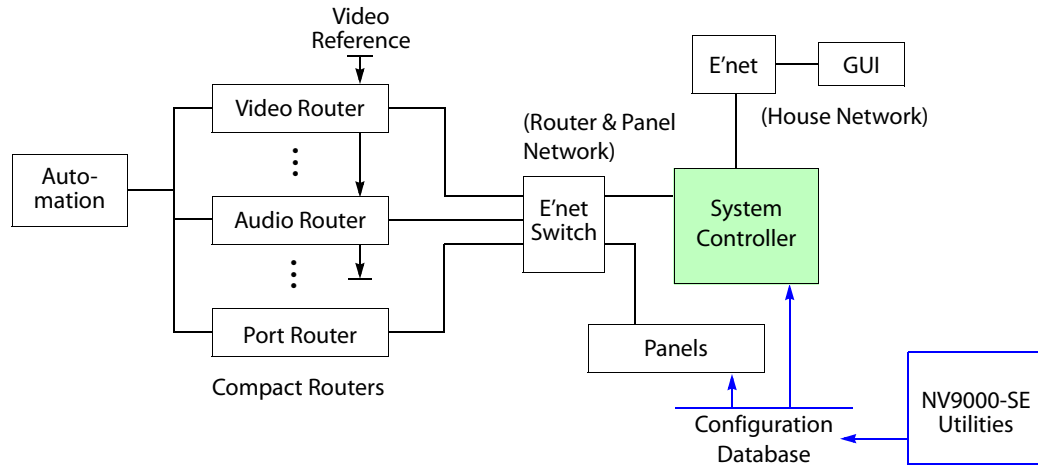 Video
Reference
Video Router
Auto-
mation
Audio Router
Port Router
Compact Routers
(Router & Panel
Network)
E'net
Switch
E'net
GUI
(House Network)
System
Controller
Panels
Configuration
Database
NV9000-SE
Utilities